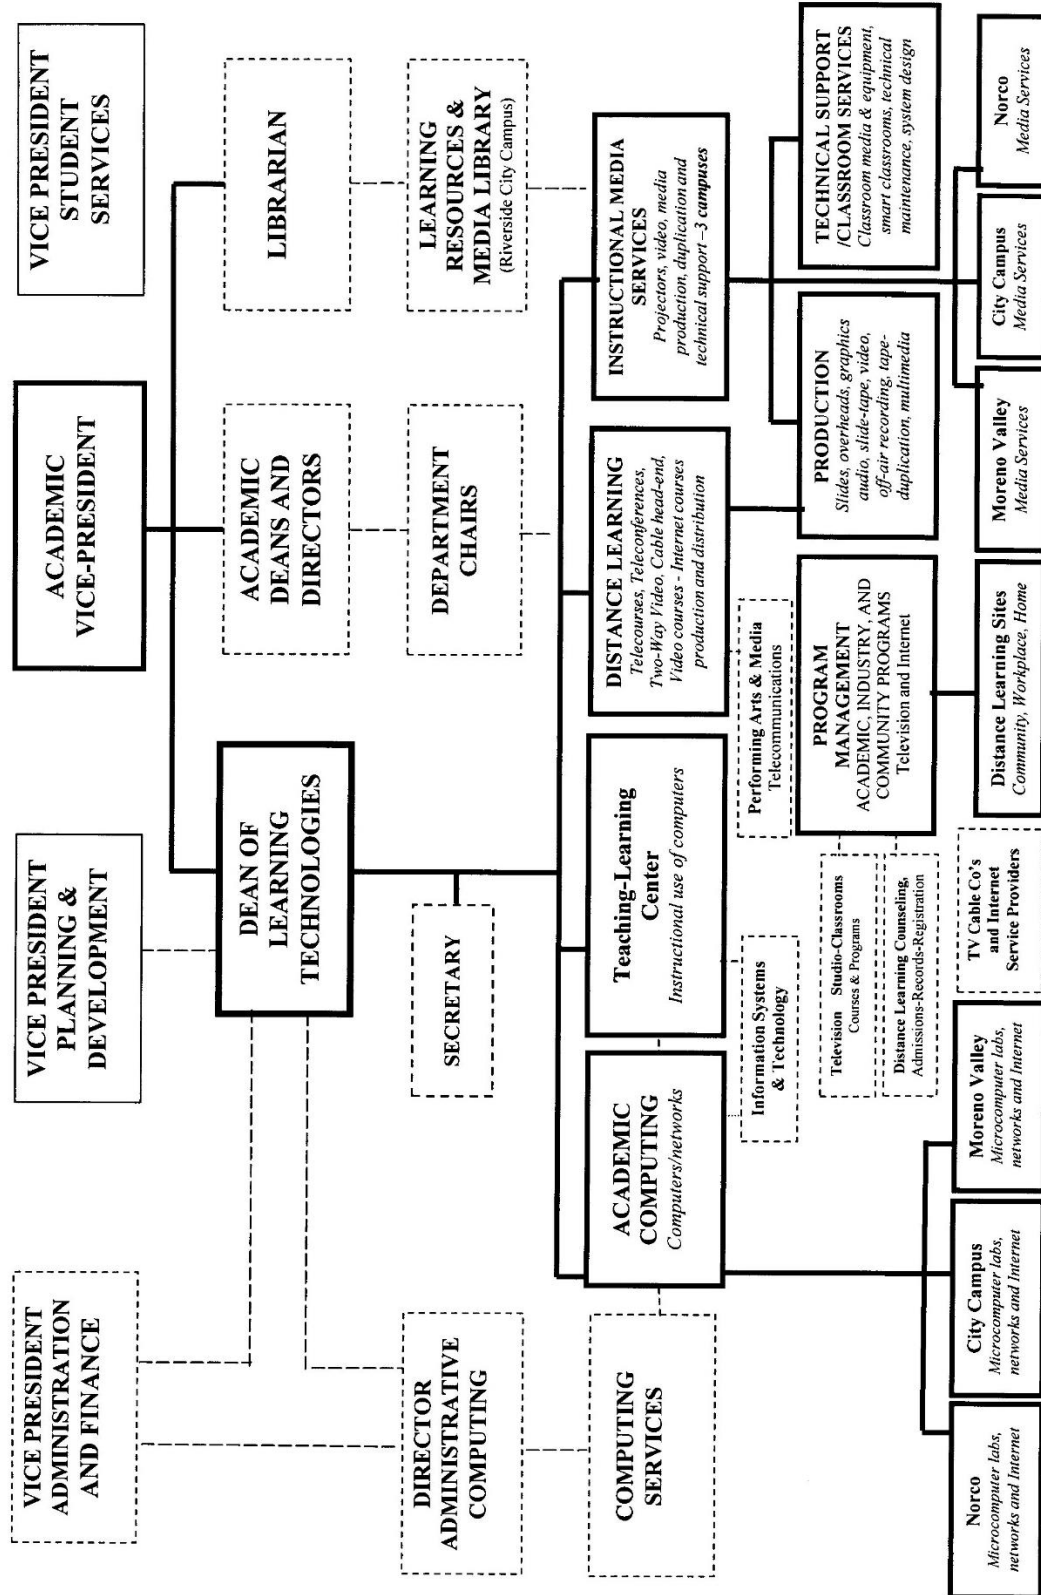 VICE PRESIDENT
ADMINISTRATION
AND FINANCE
VICE PRESIDENT
PLANNING &
DEVELOPMENT
ACADEMIC
VICE-PRESIDENT
VICE PRESIDENT
STUDENT
SERVICES
DEAN OF
LEARNING
TECHNOLOGIES
ACADEMIC
DEANS AND
DIRECTORS
LIBRARIAN
DIRECTOR
ADMINISTRATIVE
COMPUTING
SECRETARY
DEPARTMENT
CHAIRS
LEARNING
RESOURCES &
MEDIA LIBRARY
(Riverside City Campus)
COMPUTING
SERVICES
ACADEMIC
COMPUTING
Computers/networks
Teaching-Learning
Center
Instructional use of computers
DISTANCE LEARNING
Telecourses, Teleconferences,
Two-Way Video. Cable head-end,
Video courses - Internet courses
production and distribution
INSTRUCTIONAL MEDIA
SERVICES
Projectors, video, media
production, duplication and
technical support –3 campuses
Information Systems
& Technology
Performing Arts & Media
Telecommunications
Television Studio-Classrooms
Courses & Programs
Distance Learning Counseling,
Admissions-Records-Registration
PROGRAM
MANAGEMENT
ACADEMIC, INDUSTRY, AND
COMMUNITY PROGRAMS
Television and Internet
PRODUCTION
Slides, overheads, graphics
audio, slide-tape, video,
off-air recording, tape-
duplication, multimedia
TECHNICAL SUPPORT
/CLASSROOM SERVICES
Classroom media & equipment,
smart classrooms, technical
maintenance, system design
Norco
Microcomputer labs,
networks and Internet
City Campus
Microcomputer labs,
networks and Internet
Moreno Valley
Microcomputer labs,
networks and Internet
TV Cable Co's
and Internet
Service Providers
Distance Learning Sites
Community, Workplace, Home
Moreno Valley
Media Services
City Campus
Media Services
Norco
Media Services